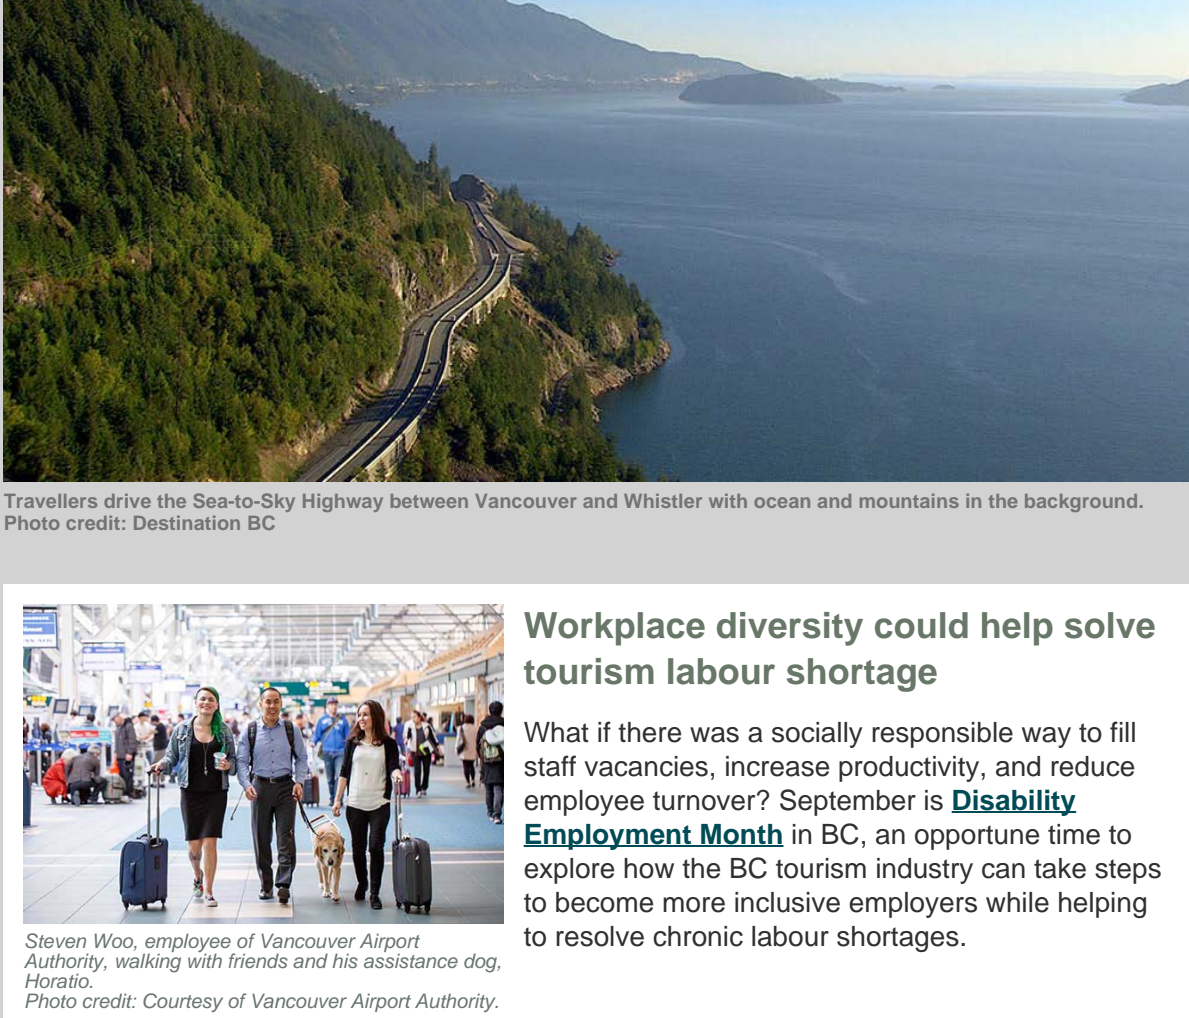 Travellers drive the Sea-to-Sky Highway between Vancouver and Whistler with ocean and mountains in the background.
Photo credit: Destination BC
Workplace diversity could help solve
tourism labour shortage
What if there was a socially responsible way to fill
staff vacancies, increase productivity, and reduce
employee turnover? September is Disability
Employment Month in BC, an opportune time to
explore how the BC tourism industry can take steps
to become more inclusive employers while helping
to resolve chronic labour shortages.
Steven Woo, employee of Vancouver Airport
Authority, walking with friends and his assistance dog,
Horatio.
Photo credit: Courtesy of Vancouver Airport Authority.